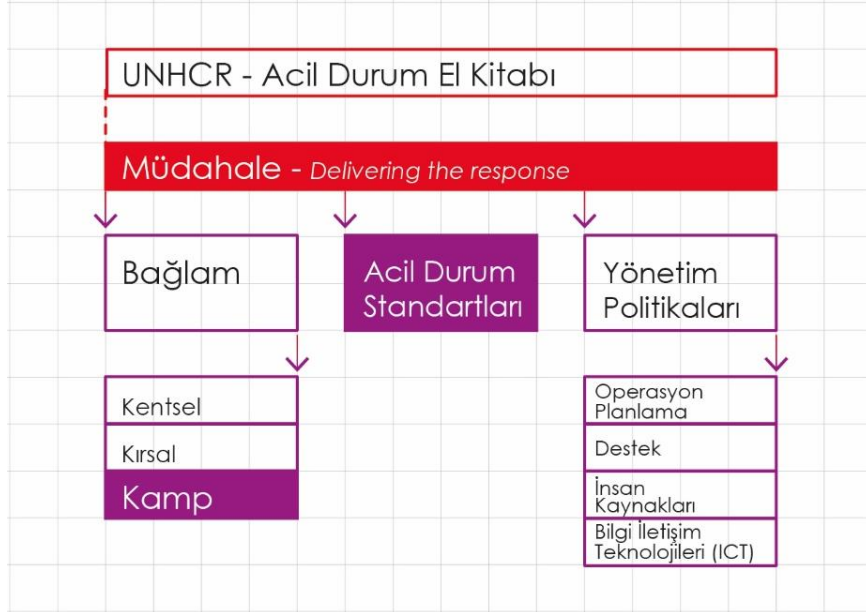 UNHCR - Acil Durum El Kitabı
Müdahale - Delivering the response
Bağlam
Acil Durum
Standartları
Yönetim
Politikaları
Kentsel
Kırsal
Kamp
Operasyon
Planlama
Destek
İnsan
Kaynakları
Bilgi İletişim
Teknolojileri (ICT)